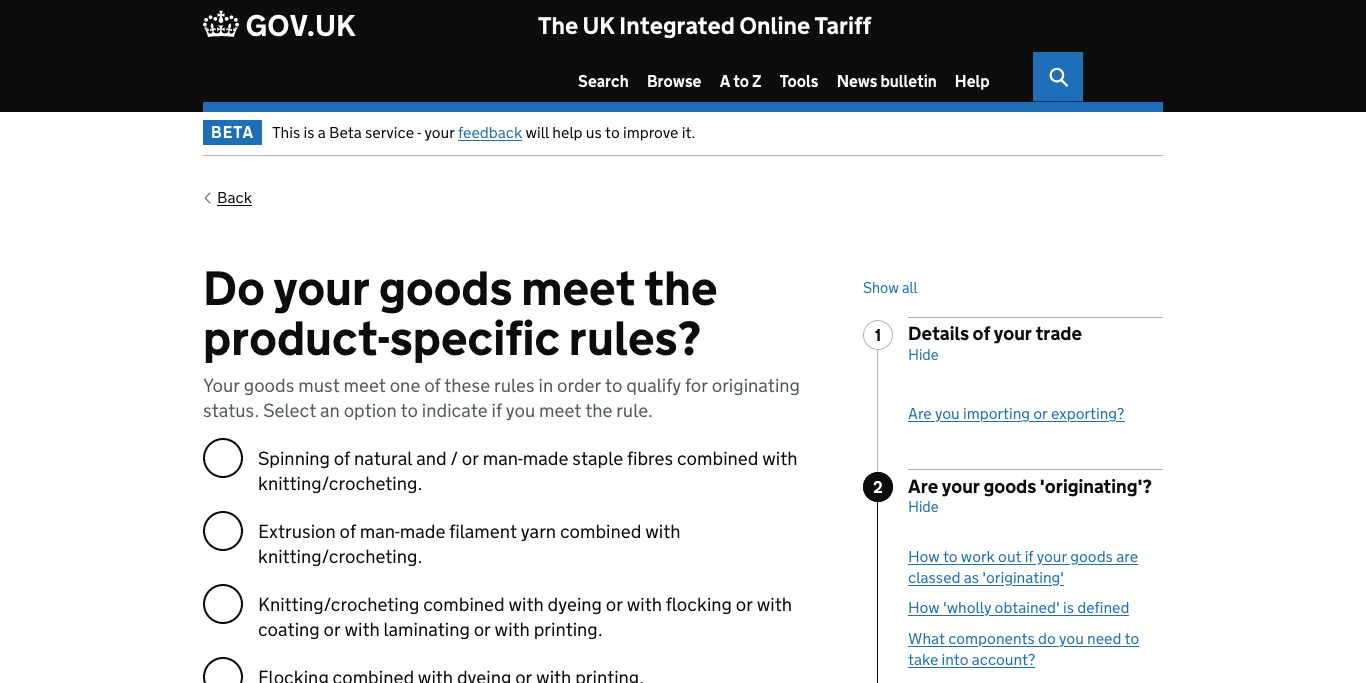 GOV.UK
The UK Integrated Online Tariff
Search Browse A to Z Tools News bulletin Help
BETA This is a Beta service - your feedback will help us to improve it.
Back
Do your goods meet the
product-specific rules?
Your goods must meet one of these rules in order to qualify for originating
status. Select an option to indicate if you meet the rule.
Spinning of natural and / or man-made staple fibres combined with
knitting/crocheting.
Extrusion of man-made filament yarn combined with
knitting/crocheting.
Knitting/crocheting combined with dyeing or with flocking or with
coating or with laminating or with printing.
Flocking combined with dyeing or with printing.
Show all
1 Details of your trade
Hide
Are you importing or exporting?
2 Are your goods 'originating'?
Hide
How to work out if your goods are
classed as 'originating'
How 'wholly obtained' is defined
What components do you need to
take into account?